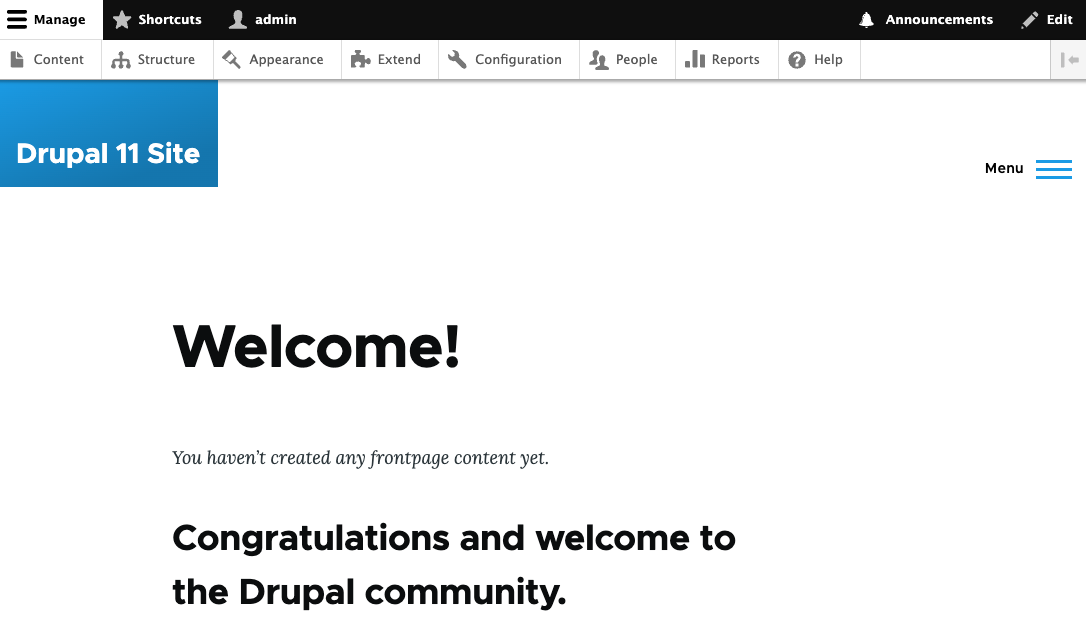 Manage Shortcuts admin Announcements Edit
Content Structure Appearance Extend Configuration People Reports Help
Drupal 11 Site
Menu
Welcome!
You haven’t created any frontpage content yet.
Congratulations and welcome to
the Drupal community.